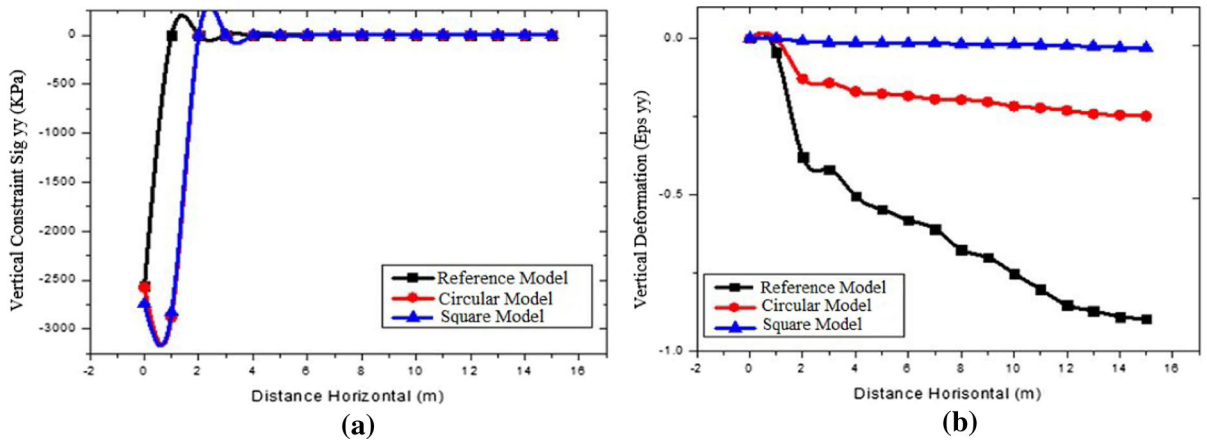 Vertical Constraint Sig yy (KPa)
0
-500
-1000
-1500
-2000
-2500
-3000
-2 0 2 4 6 8 10 12 14 16
Distance Horizontal (m)
Reference Model
Circular Model
Square Model
(a)
Vertical Deformation (Eps yy)
0.0
-0.5
-1.0
-2 0 2 4 6 8 10 12 14 16
Distance Horisontal (m)
Reference Model
Circular Model
Square Model
(b)